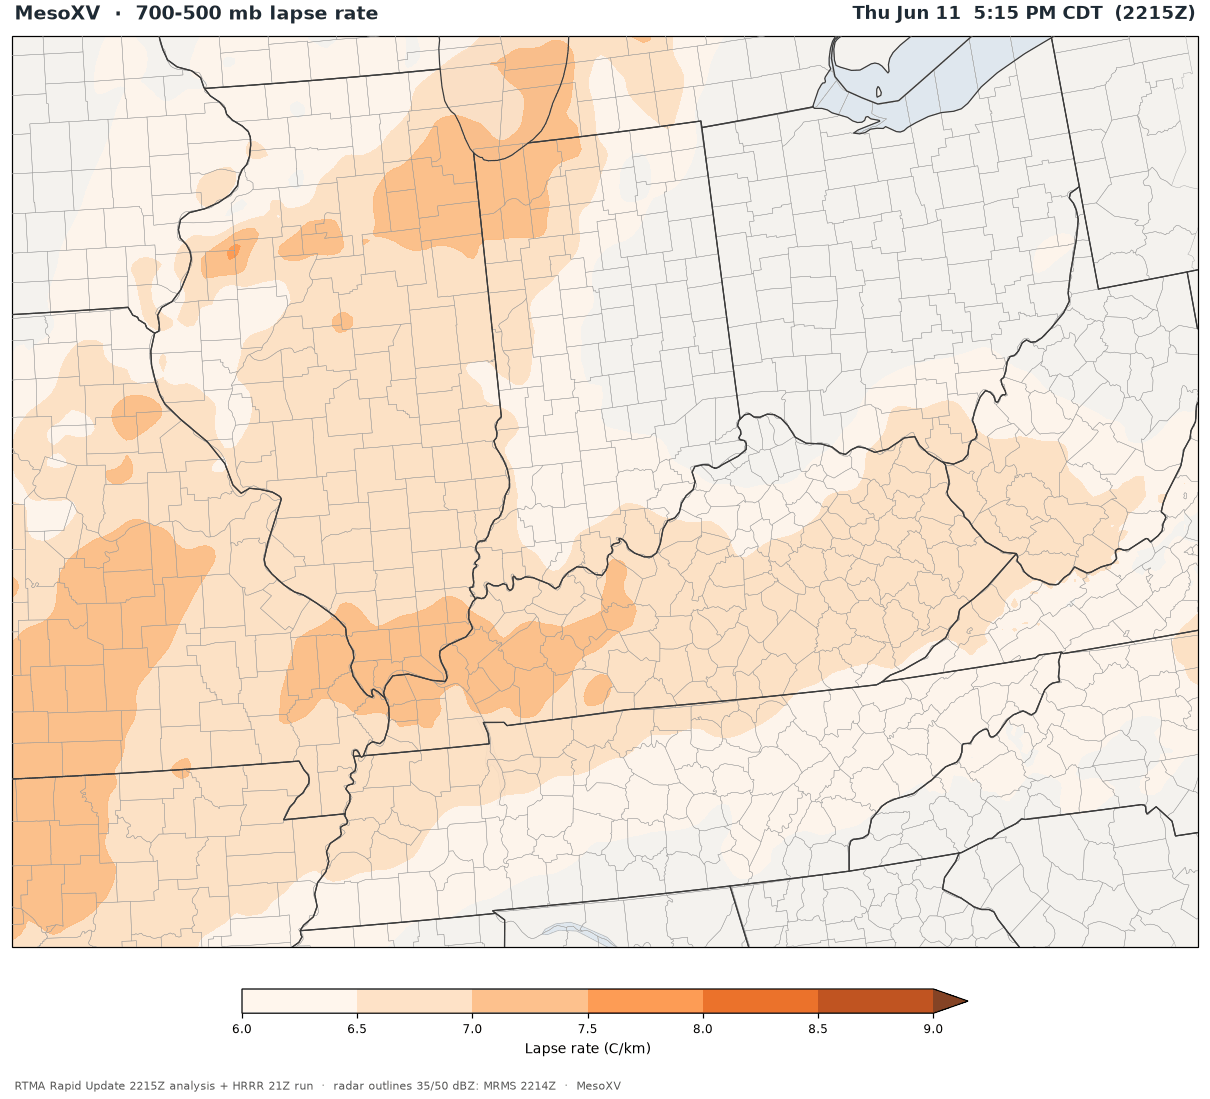 MesoXV · 700-500 mb lapse rate
Thu Jun 11 5:15 PM CDT (2215Z)
6.0 6.5 7.0 7.5 8.0 8.5 9.0
Lapse rate (C/km)
RTMA Rapid Update 2215Z analysis + HRRR 21Z run · radar outlines 35/50 dBZ: MRMS 2214Z · MesoXV